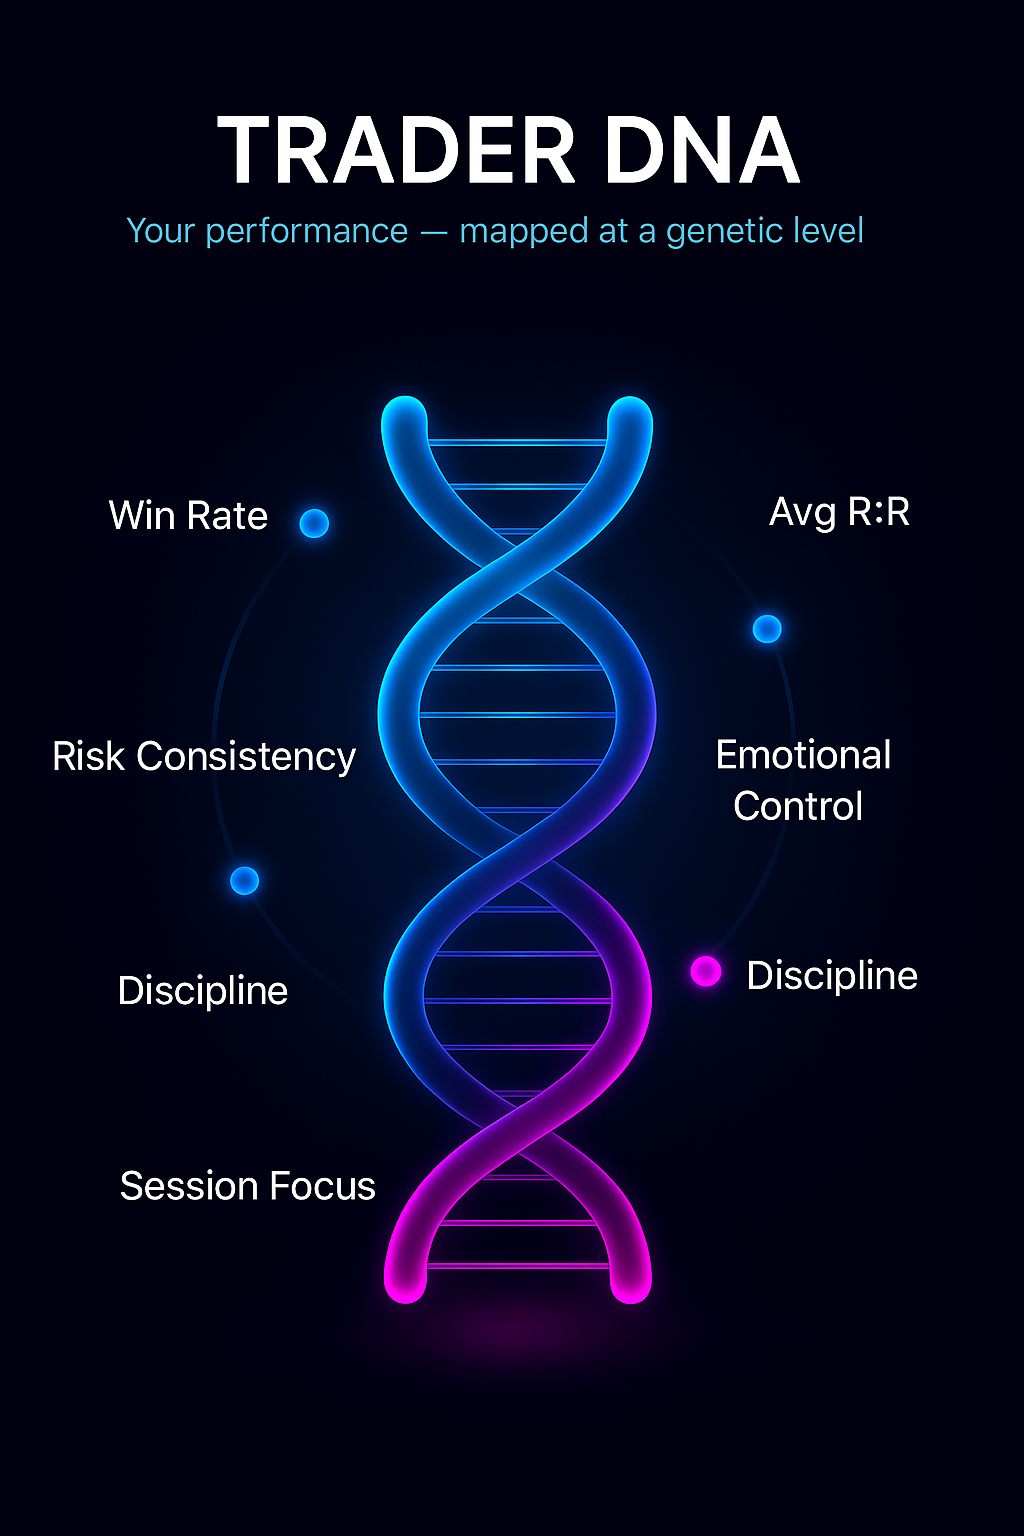 TRADER DNA
Your performance — mapped at a genetic level
Win Rate
Avg R:R
Risk Consistency
Emotional
Control
Discipline
Discipline
Session Focus